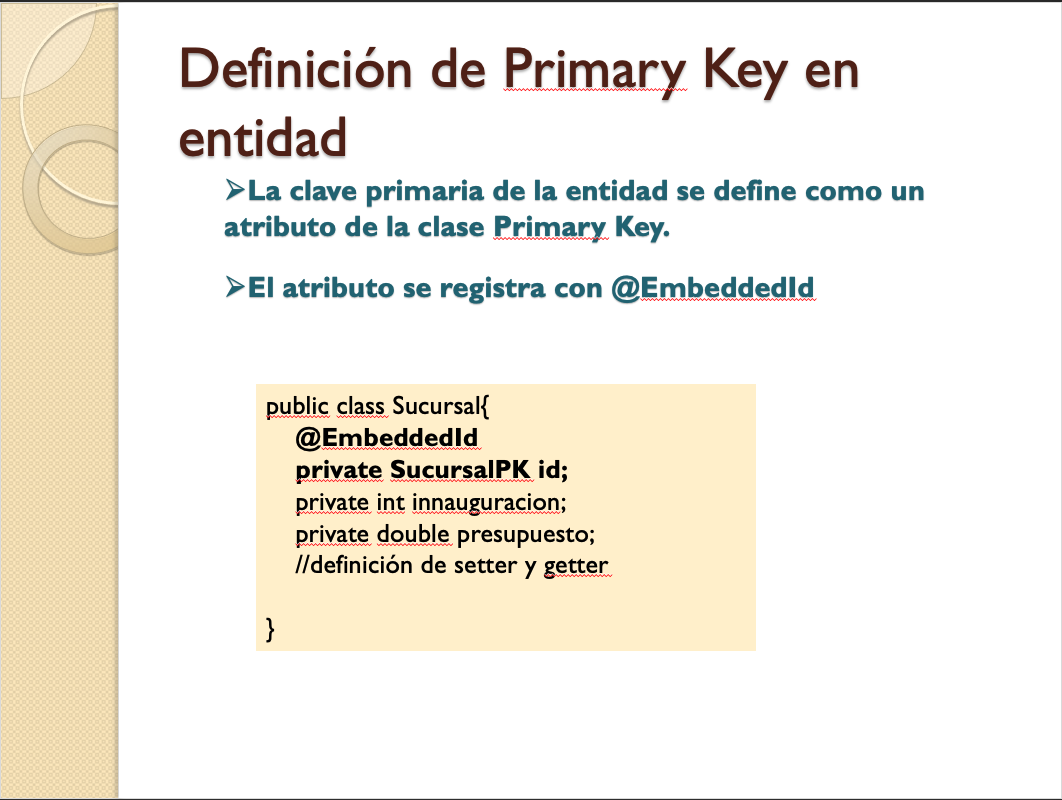 Definición de Primary Key en
entidad
➢La clave primaria de la entidad se define como un
atributo de la clase Primary Key.
➢El atributo se registra con @EmbeddedId
public class Sucursal{
@EmbeddedId
private SucursalPK id;
private int innauguracion;
private double presupuesto;
//definición de setter y getter
}